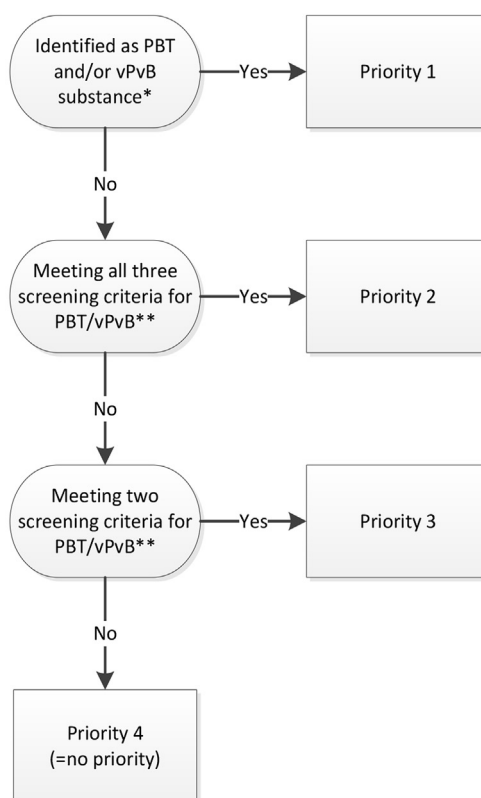 Identified as PBT
and/or vPvB
substance*
Yes
Priority 1
No
Meeting all three
screening criteria for
PBT/vPvB**
Yes
Priority 2
No
Meeting two
screening criteria for
PBT/vPvB**
Yes
Priority 3
No
Priority 4
(=no priority)